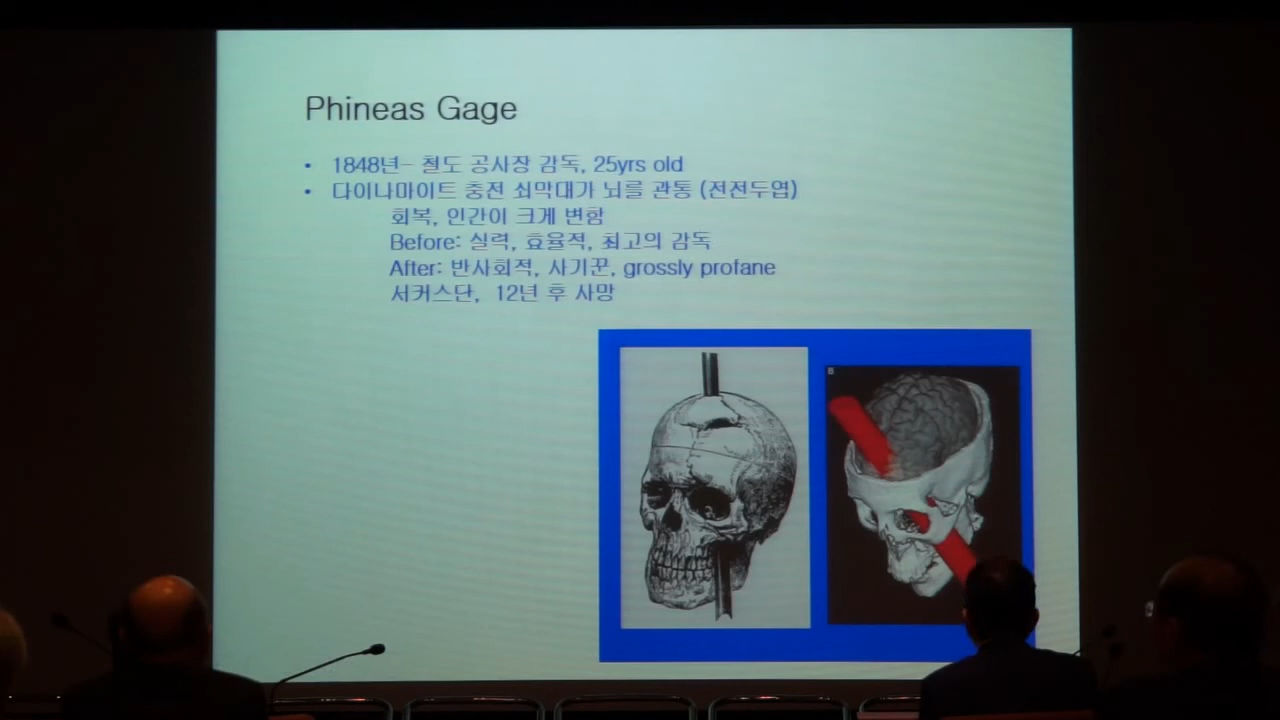 Phineas Gage
• 1848년- 철도 공사장 감독, 25yrs old
• 다이나마이트 충전 쇠막대가 뇌를 관통 (전전두엽)
회복, 인간이 크게 변함
Before: 실력, 효율적, 최고의 감독
After: 반사회적, 사기꾼, grossly profane
서커스단, 12년 후 사망
B